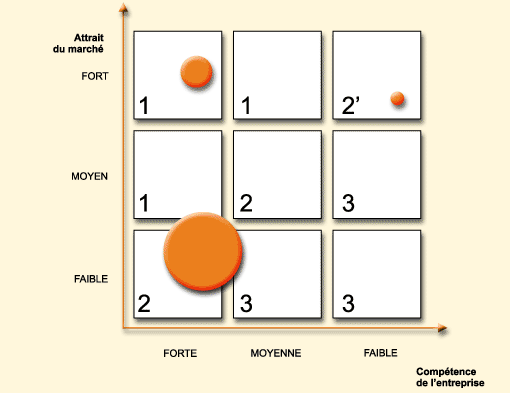 Attrait
du marché
FORT
1
1
2’
MOYEN
1
2
3
FAIBLE
2
3
3
FORTE
MOYENNE
FAIBLE
Compétence
de l’entreprise